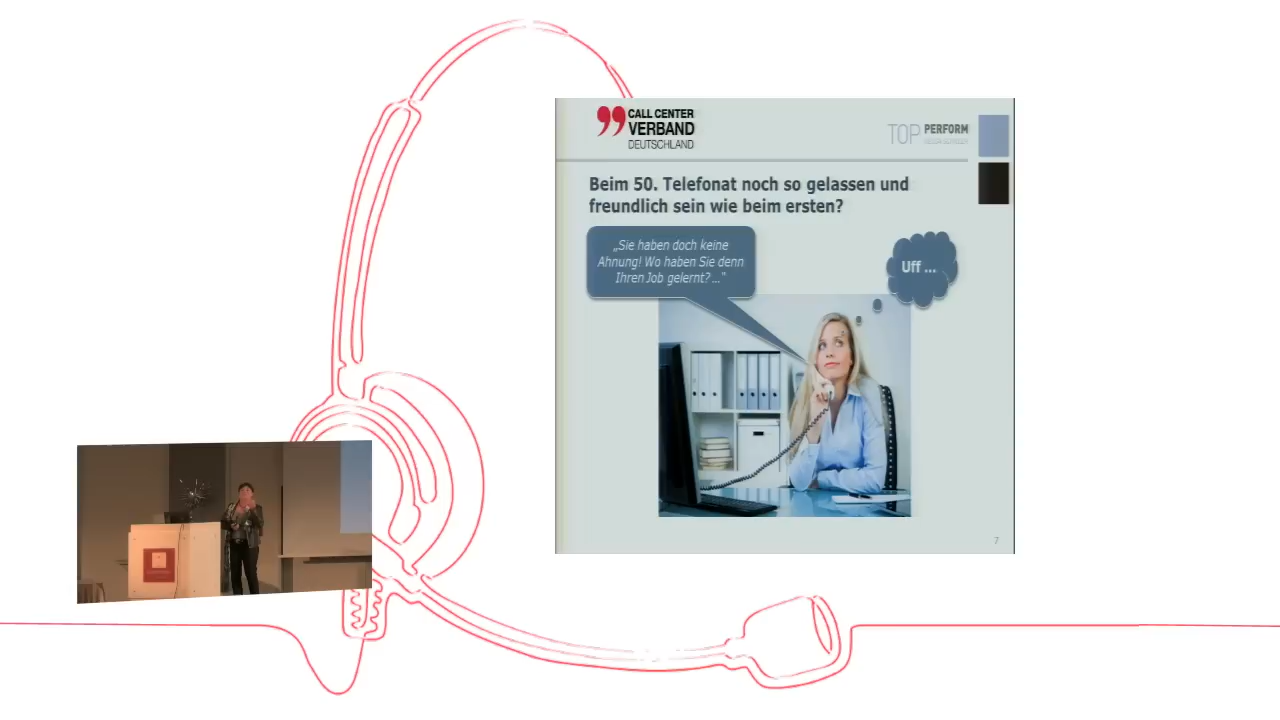 CALL CENTER
VERBAND
DEUTSCHLAND
TOP PERFORM
Beim 50. Telefonat noch so gelassen und
freundlich sein wie beim ersten?
„Sie haben doch keine
Ahnung! Wo haben Sie denn
Ihren Job gelernt? ..."
Uff ...
7